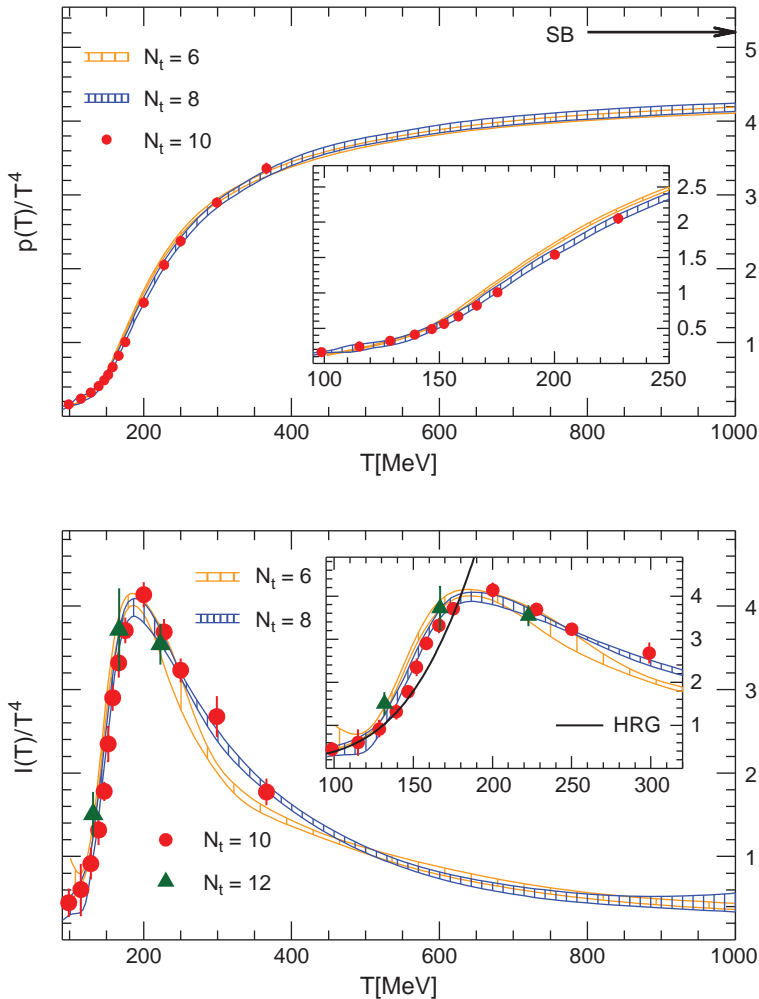 SB
N_t = 6
N_t = 8
N_t = 10
p(T)/T^4
5
4
3
2
1
2.5
2
1.5
1
0.5
100 150 200 250
200 400 600 800 1000
T[MeV]
N_t = 6
N_t = 8
I(T)/T^4
4
3
2
1
4
3
2
1
HRG
100 150 200 250 300
N_t = 10
N_t = 12
200 400 600 800 1000
T[MeV]